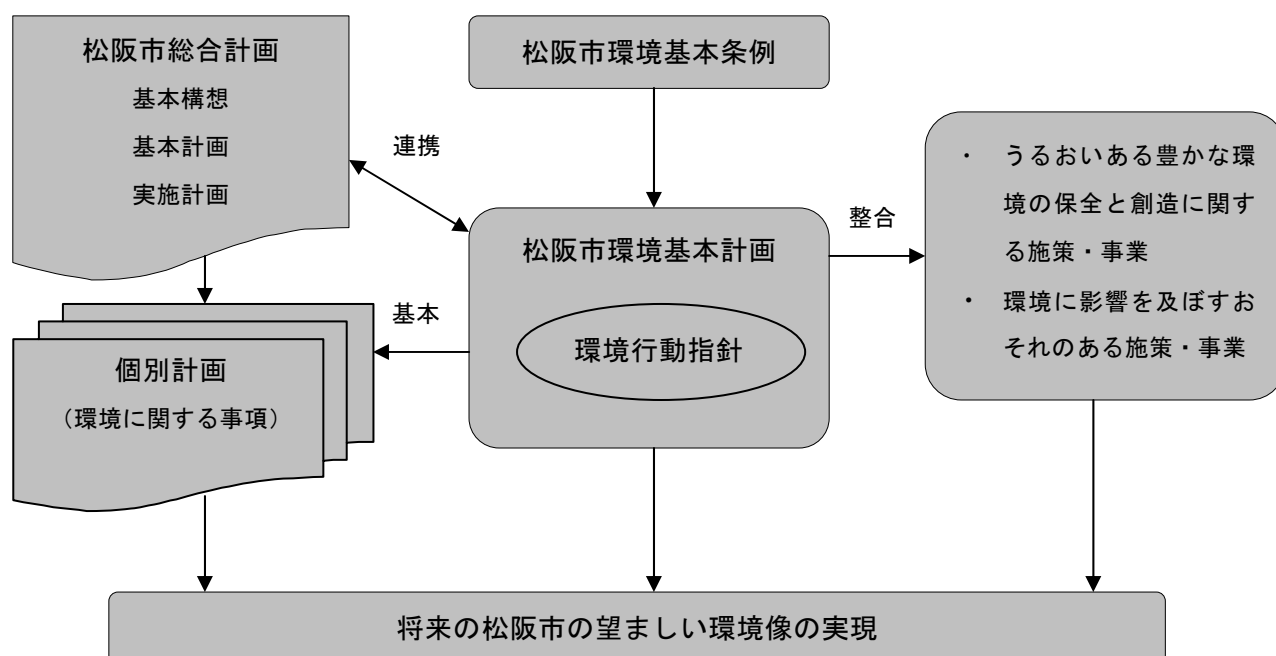 松阪市総合計画
基本構想
基本計画
実施計画
松阪市環境基本条例
連携
松阪市環境基本計画
環境行動指針
整合
・ うるおいある豊かな環
境の保全と創造に関す
る施策・事業
・ 環境に影響を及ぼすお
それのある施策・事業
基本
個別計画
（環境に関する事項）
将来の松阪市の望ましい環境像の実現